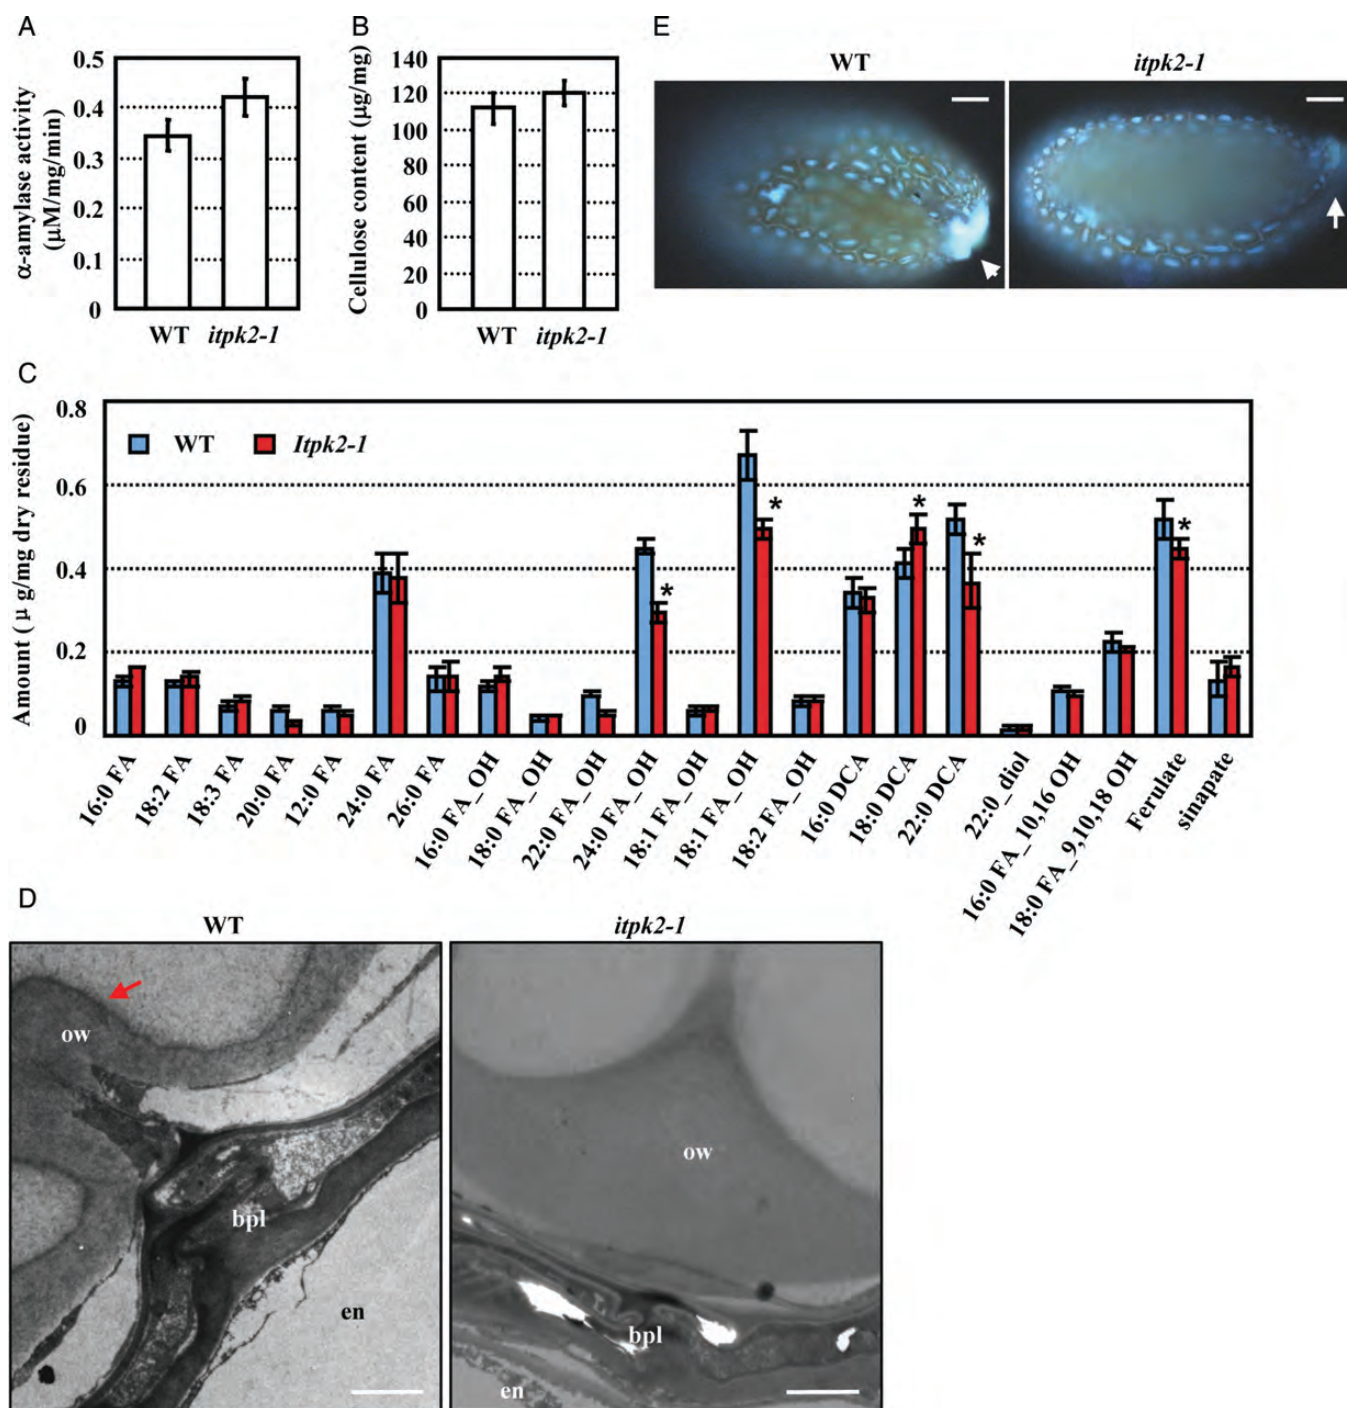 A
α-amylase activity
(μM/mg/min)
0.5
0.4
0.3
0.2
0.1
0
WT
itpk2-1
B
Cellulose content (μg/mg)
140
120
100
80
60
40
20
0
WT
itpk2-1
E
WT
itpk2-1
C
Amount ( μ g/mg dry residue)
0.8
0.6
0.4
0.2
0
WT
Itpk2-1
*
*
*
*
*
16:0 FA
18:2 FA
18:3 FA
20:0 FA
12:0 FA
24:0 FA
26:0 FA
16:0 FA_OH
18:0 FA_OH
22:0 FA_OH
24:0 FA_OH
18:1 FA_OH
18:1 FA_OH
18:2 FA_OH
16:0 DCA
18:0 DCA
22:0 DCA
22:0_diol
16:0 FA_10,16 OH
18:0 FA_9,10,18 OH
Ferulate
sinapate
D
WT
itpk2-1
ow
bpl
en
ow
bpl
en